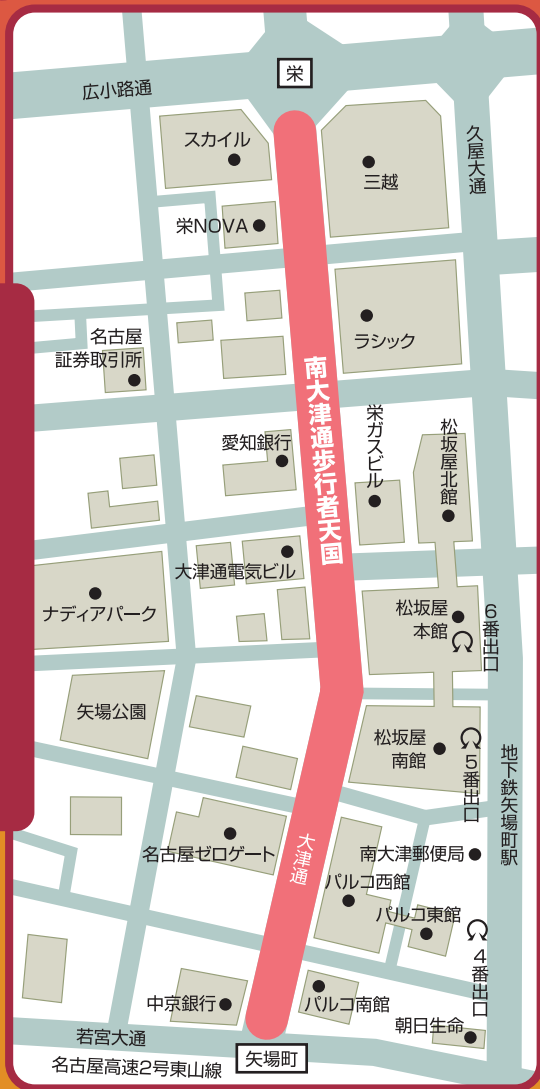 栄
広小路通
スカイル
三越
久屋大通
栄NOVA
ラシック
名古屋
証券取引所
南大津通歩行者天国
愛知銀行
栄ガスビル
松坂屋北館
大津通電気ビル
ナディアパーク
松坂屋
本館
6番出口
矢場公園
松坂屋
南館
5番出口
地下鉄矢場町駅
大津通
名古屋ゼロゲート
南大津郵便局
パルコ西館
パルコ東館
4番出口
中京銀行
パルコ南館
朝日生命
若宮大通
矢場町
名古屋高速2号東山線